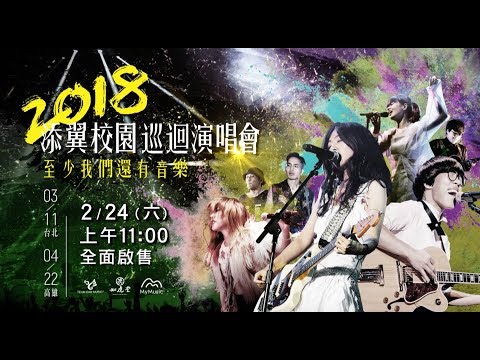 2018
添翼校園巡迴演唱會
至少我們還有音樂
03
11
台北
04
22
高雄
2/24(六)
上午11:00
全面啟售
MyMusic